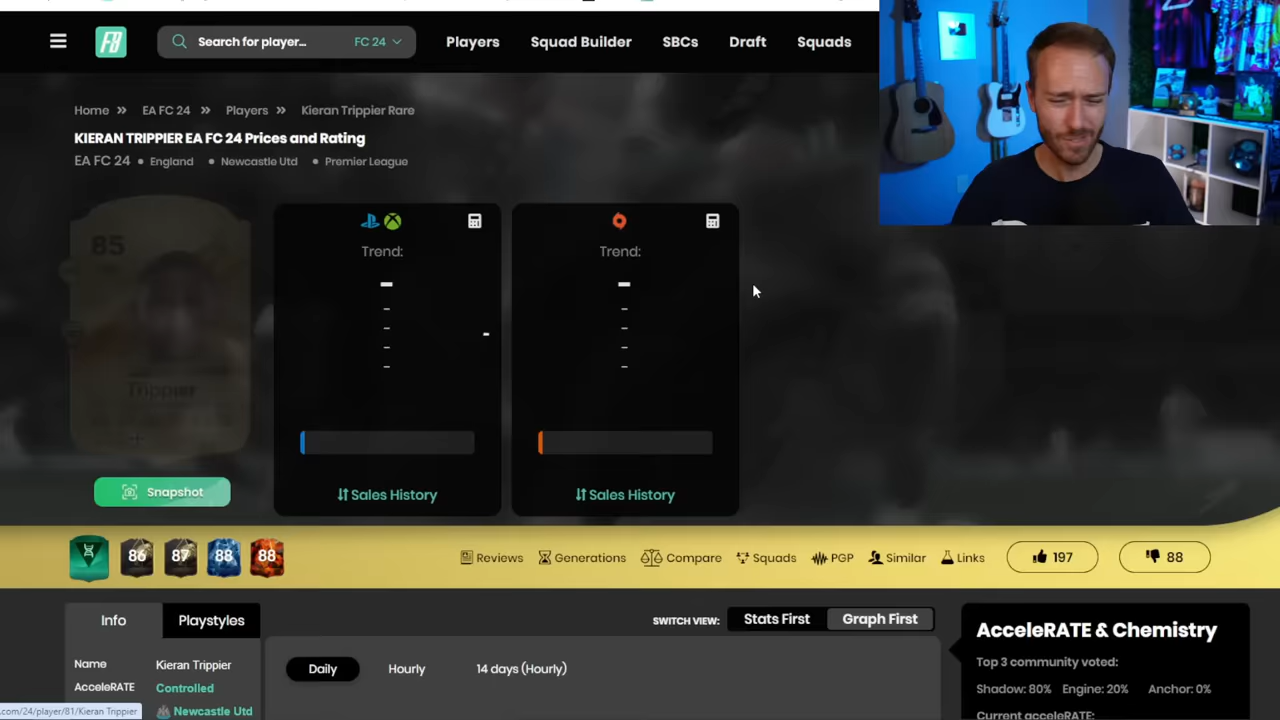 FB
Search for player...
FC 24
Players
Squad Builder
SBCs
Draft
Squads
Home » EA FC 24 » Players » Kieran Trippier Rare
KIERAN TRIPPIER EA FC 24 Prices and Rating
EA FC 24 • England • Newcastle Utd • Premier League
85
Trippier
Trend:
-
-
-
-
-
-
Sales History
Trend:
-
-
-
-
-
Sales History
Snapshot
86
87
88
88
Reviews
Generations
Compare
Squads
PGP
Similar
Links
197
88
Info
Playstyles
SWITCH VIEW:
Stats First
Graph First
Name
Kieran Trippier
AcceleRATE
Controlled
Newcastle Utd
Daily
Hourly
14 days (Hourly)
AcceleRATE & Chemistry
Top 3 community voted:
Shadow: 80% Engine: 20% Anchor: 0%
Current acceleRATE:
.com/24/player/81/Kieran Trippier